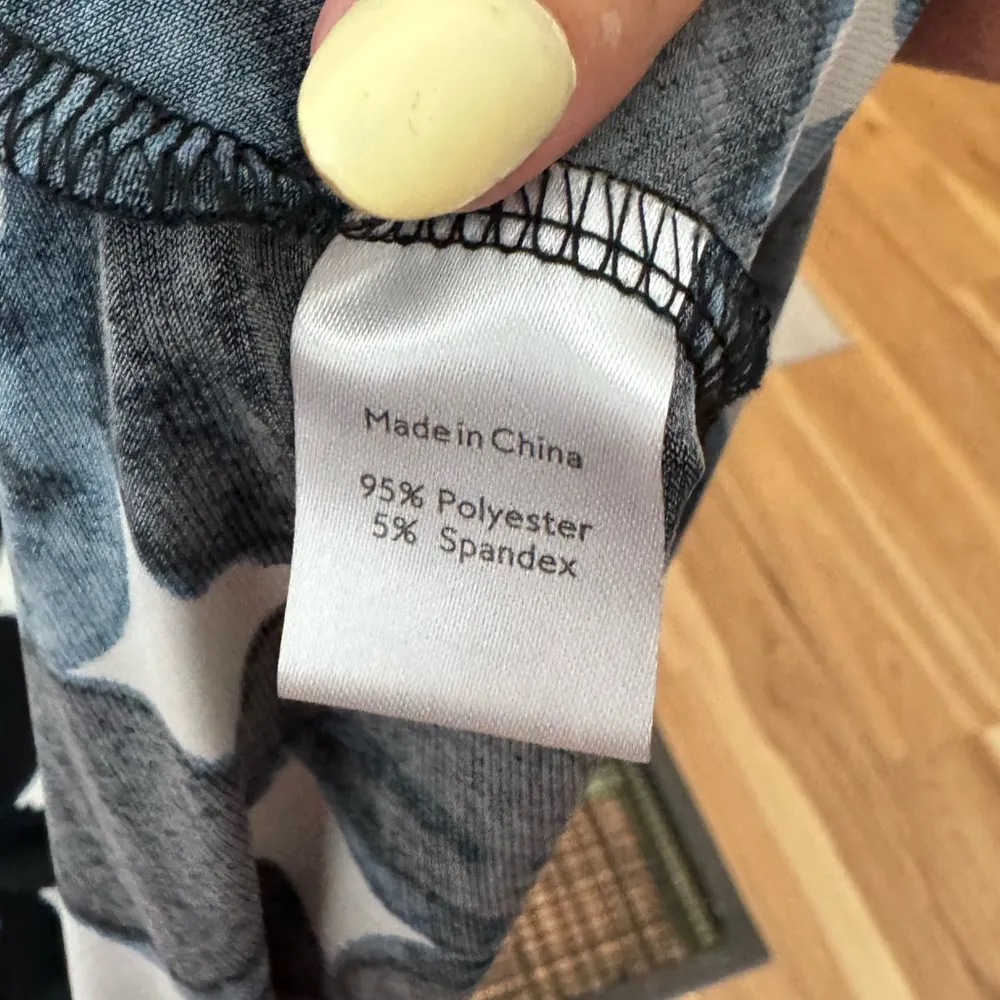 Made in China
95% Polyester
5% Spandex